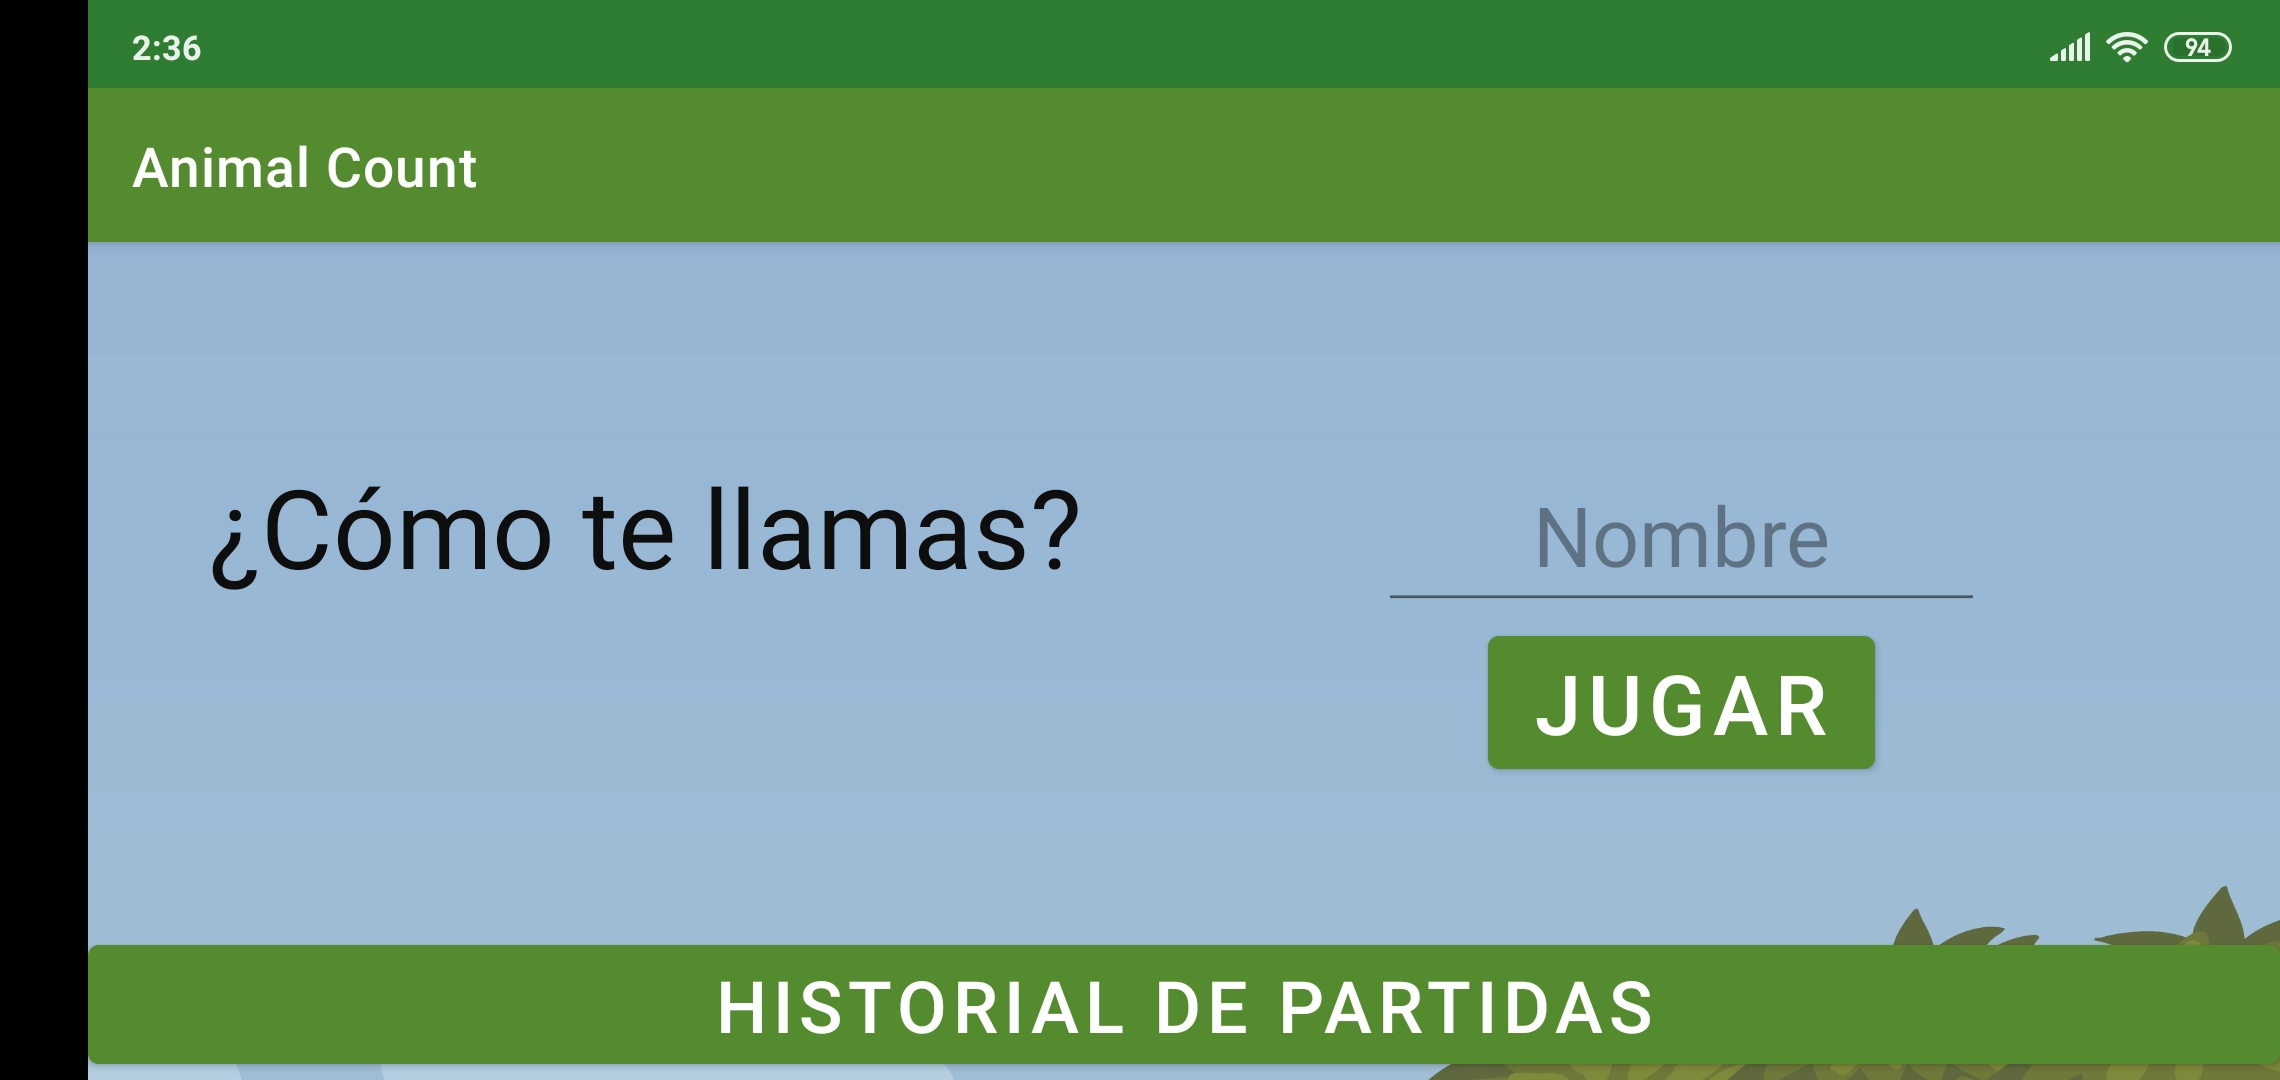 2:36
94
Animal Count
¿Cómo te llamas?
Nombre
JUGAR
HISTORIAL DE PARTIDAS